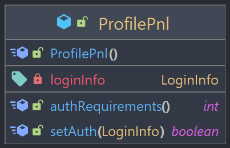 ProfilePnl
ProfilePnl()
loginInfo LoginInfo
authRequirements() int
setAuth(LoginInfo) boolean